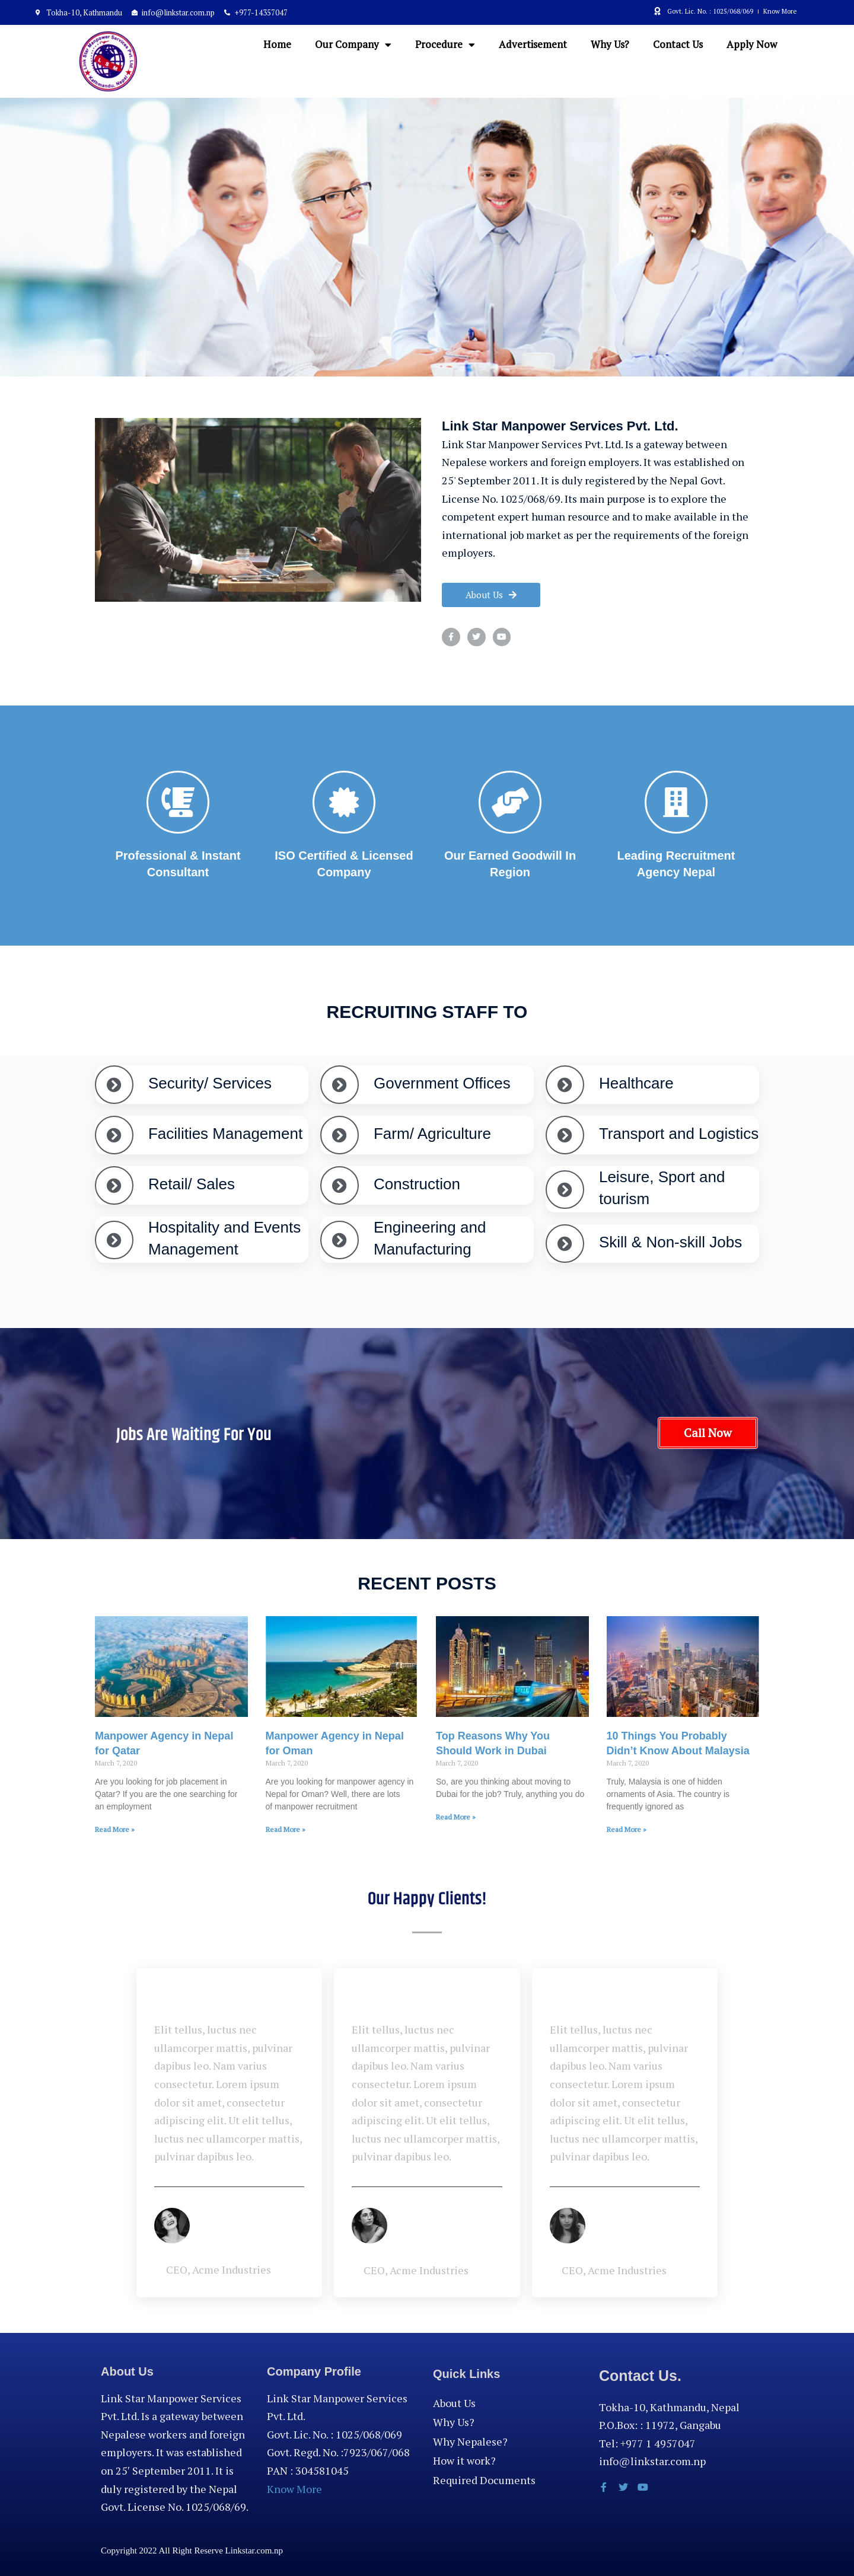 Tokha-10, Kathmandu info@linkstar.com.np +977-14357047
Govt. Lic. No. : 1025/068/069 | Know More
Link Star Manpower Services Pvt. Ltd.
Kathmandu, Nepal
Home Our Company Procedure Advertisement Why Us? Contact Us Apply Now
Link Star Manpower Services Pvt. Ltd.
Link Star Manpower Services Pvt. Ltd. Is a gateway between
Nepalese workers and foreign employers. It was established on
25' September 2011. It is duly registered by the Nepal Govt.
License No. 1025/068/69. Its main purpose is to explore the
competent expert human resource and to make available in the
international job market as per the requirements of the foreign
employers.
About Us
Professional & Instant
Consultant
ISO Certified & Licensed
Company
Our Earned Goodwill In
Region
Leading Recruitment
Agency Nepal
RECRUITING STAFF TO
Security/ Services
Facilities Management
Retail/ Sales
Hospitality and Events
Management
Government Offices
Farm/ Agriculture
Construction
Engineering and
Manufacturing
Healthcare
Transport and Logistics
Leisure, Sport and
tourism
Skill & Non-skill Jobs
Jobs Are Waiting For You
Call Now
RECENT POSTS
Manpower Agency in Nepal
for Qatar
March 7, 2020
Are you looking for job placement in
Qatar? If you are the one searching for
an employment
Read More »
Manpower Agency in Nepal
for Oman
March 7, 2020
Are you looking for manpower agency in
Nepal for Oman? Well, there are lots
of manpower recruitment
Read More »
Top Reasons Why You
Should Work in Dubai
March 7, 2020
So, are you thinking about moving to
Dubai for the job? Truly, anything you do
Read More »
10 Things You Probably
Didn’t Know About Malaysia
March 7, 2020
Truly, Malaysia is one of hidden
ornaments of Asia. The country is
frequently ignored as
Read More »
Our Happy Clients!
Elit tellus, luctus nec
ullamcorper mattis, pulvinar
dapibus leo. Nam varius
consectetur. Lorem ipsum
dolor sit amet, consectetur
adipiscing elit. Ut elit tellus,
luctus nec ullamcorper mattis,
pulvinar dapibus leo.
CEO, Acme Industries
Elit tellus, luctus nec
ullamcorper mattis, pulvinar
dapibus leo. Nam varius
consectetur. Lorem ipsum
dolor sit amet, consectetur
adipiscing elit. Ut elit tellus,
luctus nec ullamcorper mattis,
pulvinar dapibus leo.
CEO, Acme Industries
Elit tellus, luctus nec
ullamcorper mattis, pulvinar
dapibus leo. Nam varius
consectetur. Lorem ipsum
dolor sit amet, consectetur
adipiscing elit. Ut elit tellus,
luctus nec ullamcorper mattis,
pulvinar dapibus leo.
CEO, Acme Industries
About Us
Link Star Manpower Services
Pvt. Ltd. Is a gateway between
Nepalese workers and foreign
employers. It was established
on 25' September 2011. It is
duly registered by the Nepal
Govt. License No. 1025/068/69.
Company Profile
Link Star Manpower Services
Pvt. Ltd.
Govt. Lic. No. : 1025/068/069
Govt. Regd. No. :7923/067/068
PAN : 304581045
Know More
Quick Links
About Us
Why Us?
Why Nepalese?
How it work?
Required Documents
Contact Us.
Tokha-10, Kathmandu, Nepal
P.O.Box: : 11972, Gangabu
Tel: +977 1 4957047
info@linkstar.com.np
Copyright 2022 All Right Reserve Linkstar.com.np